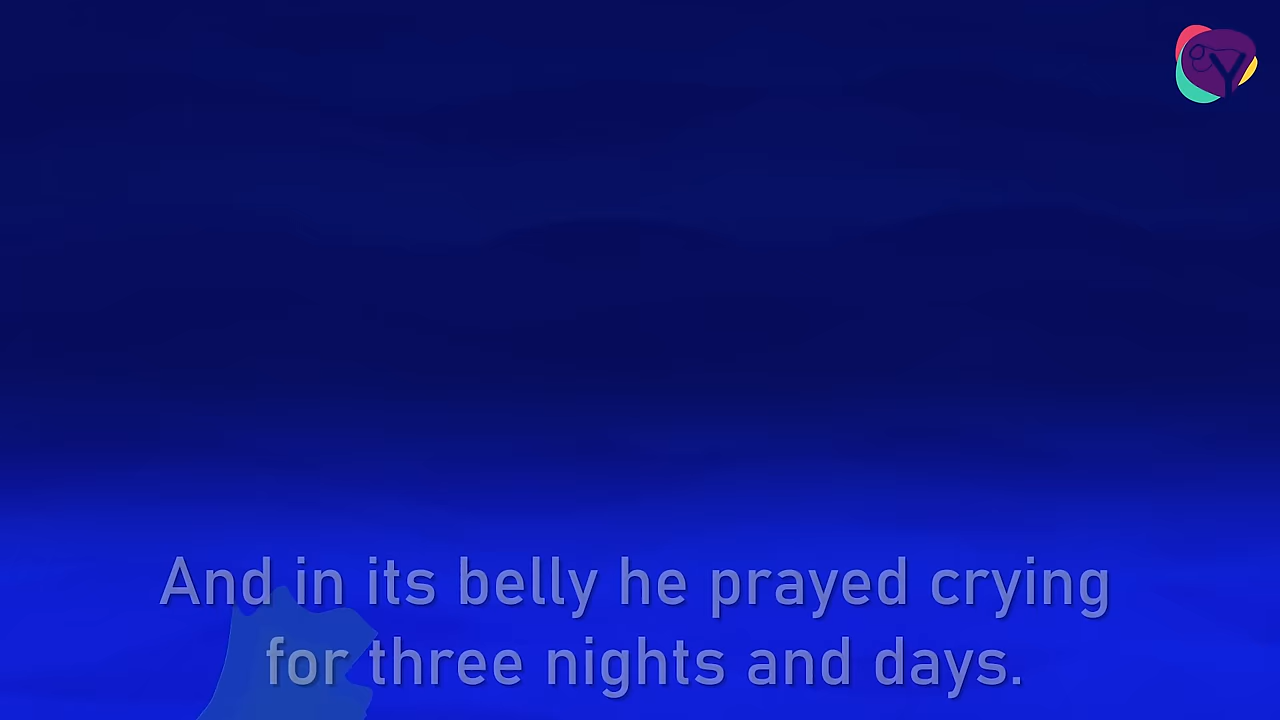 And in its belly he prayed crying
for three nights and days.